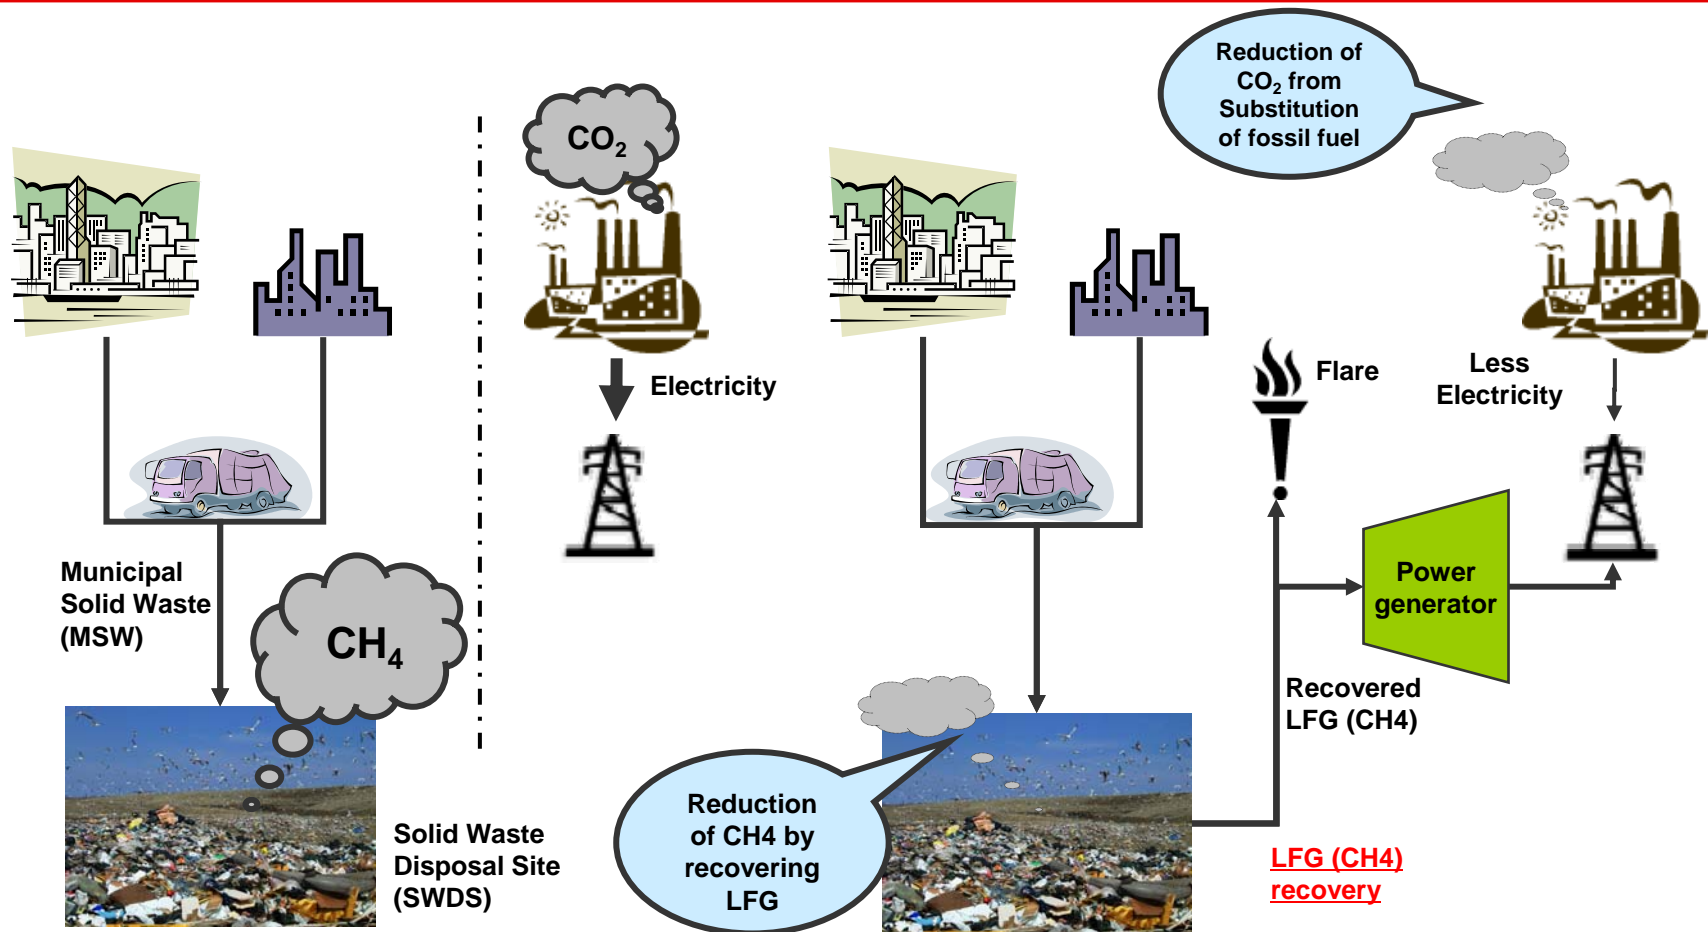 Reduction of
CO₂ from
Substitution
of fossil fuel
CO₂
Electricity
Flare
Less
Electricity
Municipal
Solid Waste
(MSW)
CH₄
Power
generator
Recovered
LFG (CH4)
Solid Waste
Disposal Site
(SWDS)
Reduction
of CH4 by
recovering
LFG
LFG (CH4)
recovery